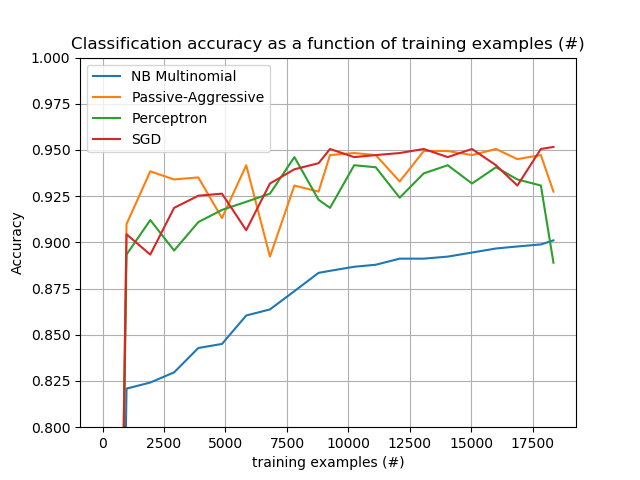 Classification accuracy as a function of training examples (#)
1.000
0.975
0.950
0.925
0.900
0.875
0.850
0.825
0.800
Accuracy
NB Multinomial
Passive-Aggressive
Perceptron
SGD
0 2500 5000 7500 10000 12500 15000 17500
training examples (#)